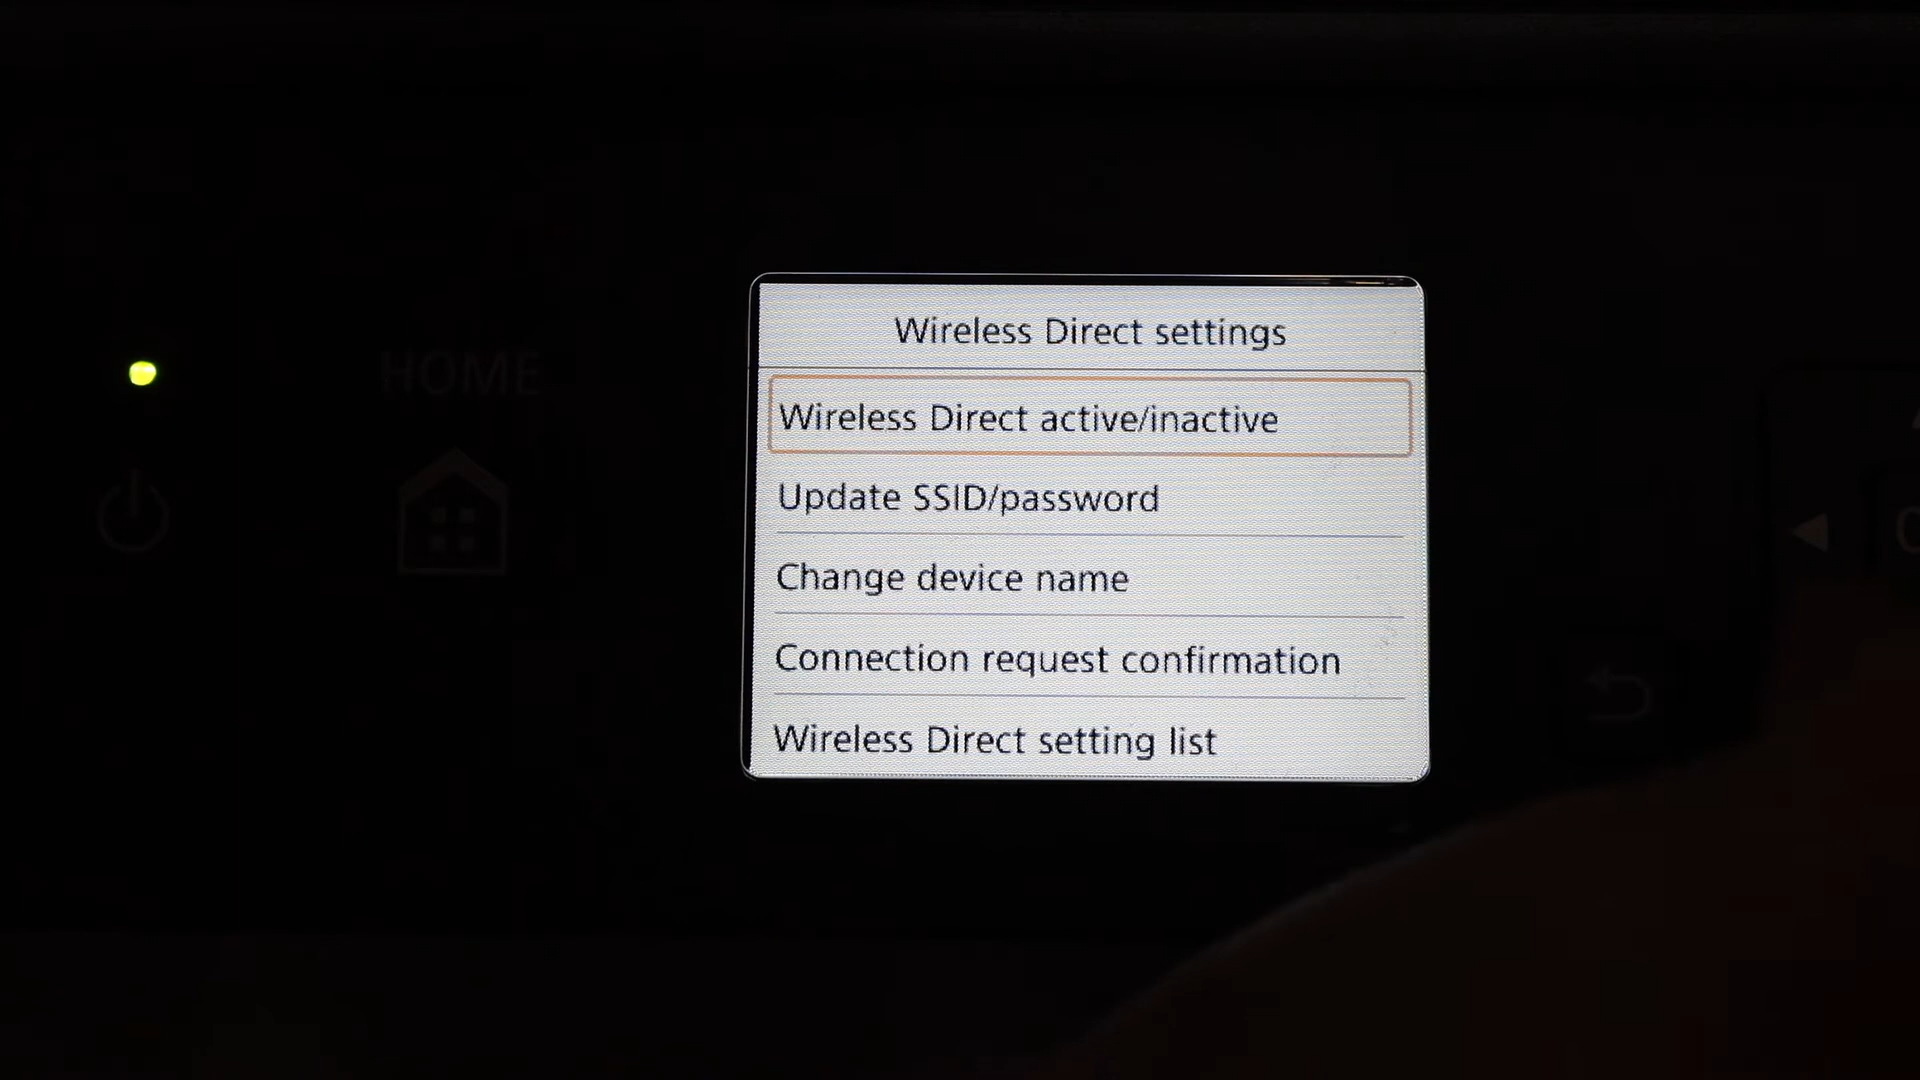 Wireless Direct settings
HOME
Wireless Direct active/inactive
Update SSID/password
Change device name
Connection request confirmation
Wireless Direct setting list